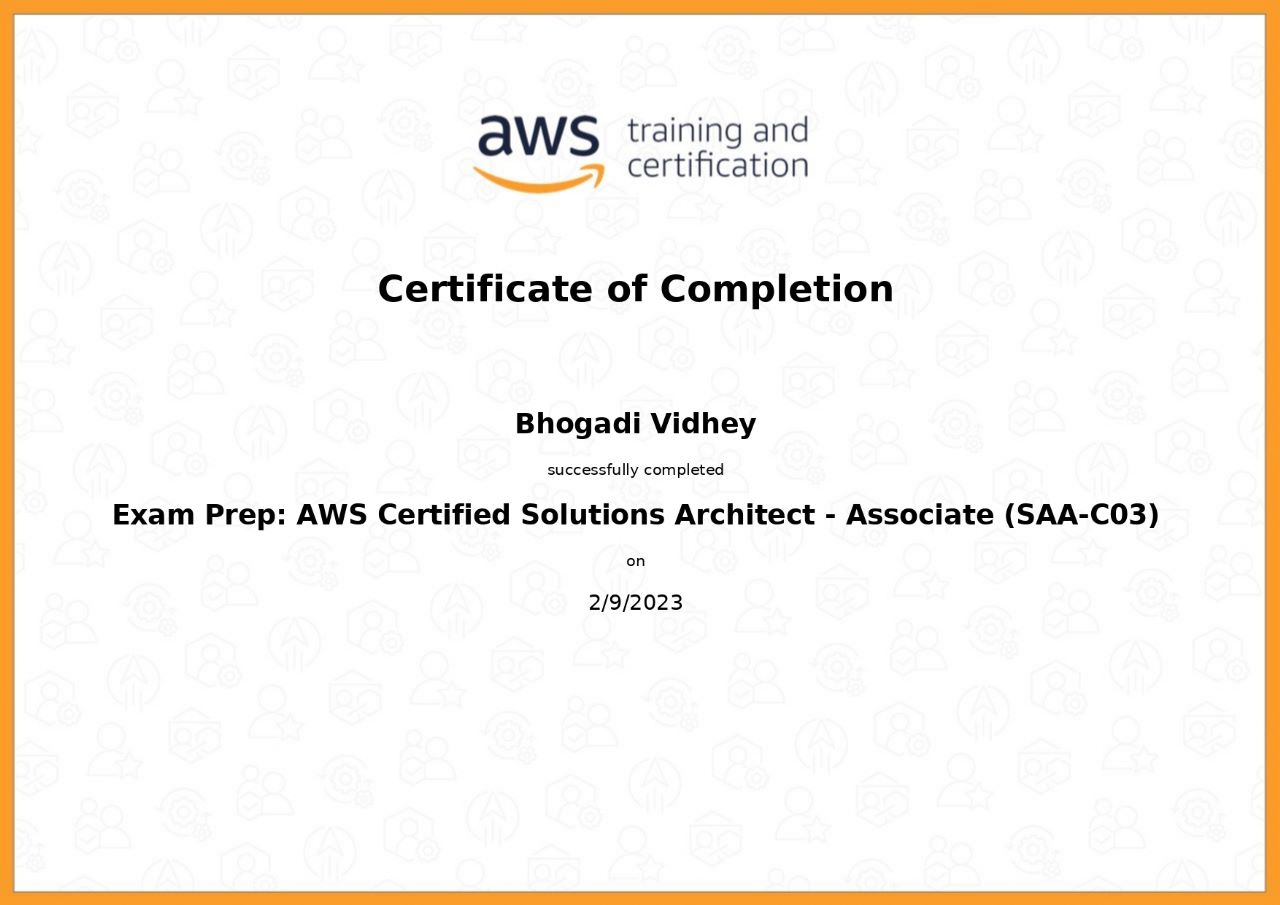 aws training and
certification
Certificate of Completion
Bhogadi Vidhey
successfully completed
Exam Prep: AWS Certified Solutions Architect - Associate (SAA-C03)
on
2/9/2023